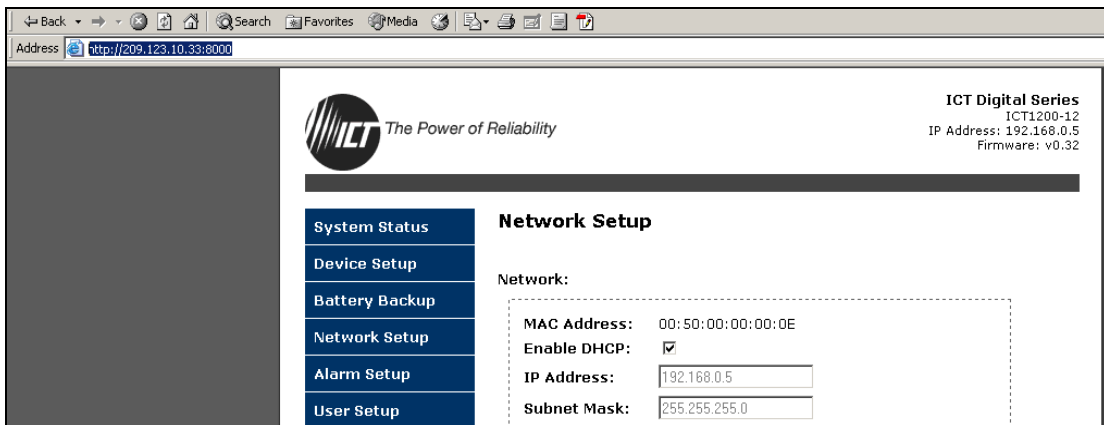 Back Search Favorites Media
Address http://209.123.10.33:8000
ICT The Power of Reliability
ICT Digital Series
ICT1200-12
IP Address: 192.168.0.5
Firmware: v0.32
System Status
Device Setup
Battery Backup
Network Setup
Alarm Setup
User Setup
Network Setup
Network:
MAC Address: 00:50:00:00:00:0E
Enable DHCP:
IP Address: 192.168.0.5
Subnet Mask: 255.255.255.0